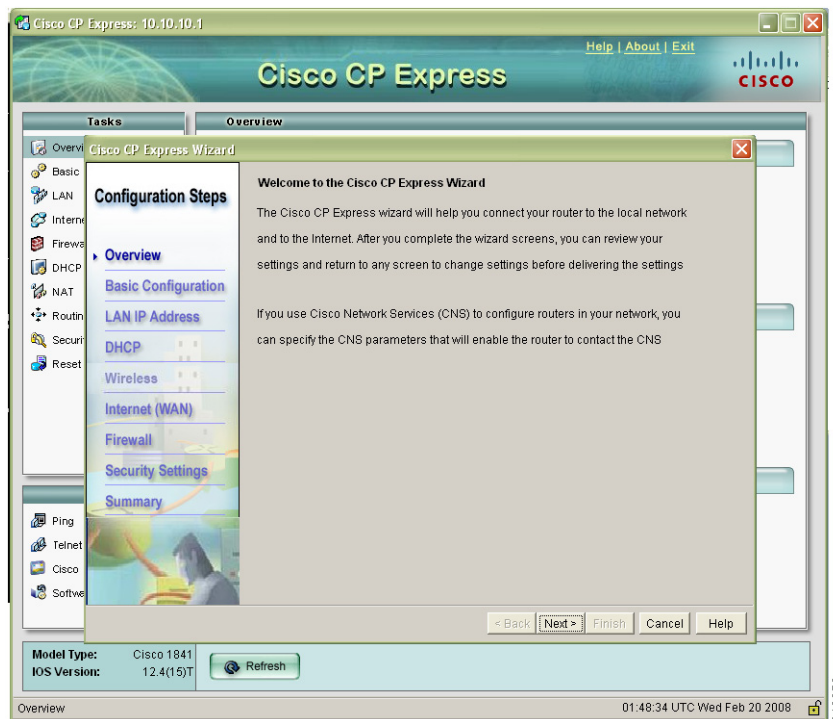 Cisco CP Express: 10.10.10.1
Help | About | Exit
Cisco CP Express
CISCO
Tasks
Overview
Overvi
Basic
LAN
Interne
Firewa
DHCP
NAT
Routin
Securi
Reset
Cisco CP Express Wizard
Configuration Steps
Overview
Basic Configuration
LAN IP Address
DHCP
Wireless
Internet (WAN)
Firewall
Security Settings
Summary
Welcome to the Cisco CP Express Wizard
The Cisco CP Express wizard will help you connect your router to the local network
and to the Internet. After you complete the wizard screens, you can review your
settings and return to any screen to change settings before delivering the settings
If you use Cisco Network Services (CNS) to configure routers in your network, you
can specify the CNS parameters that will enable the router to contact the CNS
Ping
Telnet
Cisco
Softwa
< Back Next > Finish Cancel Help
Model Type: Cisco 1841
IOS Version: 12.4(15)T
Refresh
Overview
01:48:34 UTC Wed Feb 20 2008